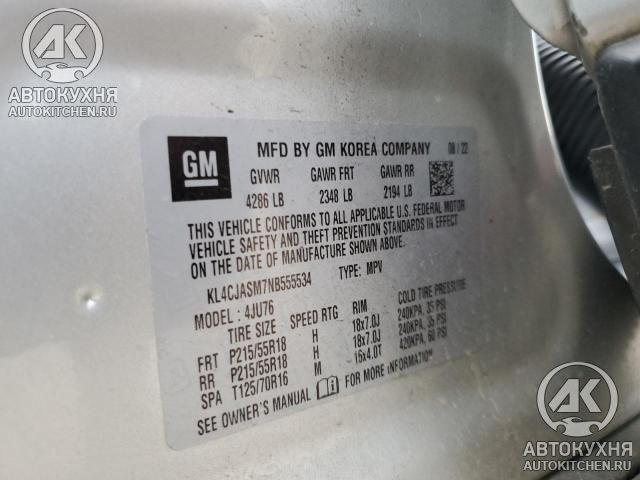 АК
АВТОКУХНЯ
AUTOKITCHEN.RU
GM
MFD BY GM KOREA COMPANY 08 / 22
GVWR GAWR FRT GAWR RR
4286 LB 2348 LB 2194 LB
THIS VEHICLE CONFORMS TO ALL APPLICABLE U.S. FEDERAL MOTOR
VEHICLE SAFETY AND THEFT PREVENTION STANDARDS IN EFFECT
ON THE DATE OF MANUFACTURE SHOWN ABOVE.
KL4CJASM7NB555534 TYPE: MPV
MODEL: 4JU76
TIRE SIZE SPEED RTG RIM COLD TIRE PRESSURE
FRT P215/55R18 H 18x7.0J 240KPA, 35 PSI
RR P215/55R18 H 18x7.0J 240KPA, 35 PSI
SPA T125/70R16 M 16x4.0T 420KPA, 60 PSI
SEE OWNER'S MANUAL FOR MORE INFORMATION
АК
АВТОКУХНЯ
AUTOKITCHEN.RU